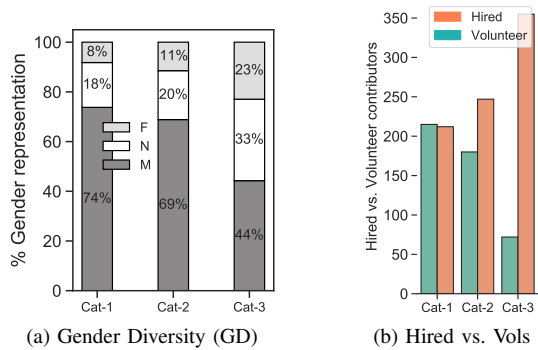 % Gender representation
100
80
60
40
20
0
8%
18%
74%
11%
20%
69%
23%
33%
44%
F
N
M
Cat-1
Cat-2
Cat-3
(a) Gender Diversity (GD)
Hired vs. Volunteer contributors
350
300
250
200
150
100
50
0
Hired
Volunteer
Cat-1
Cat-2
Cat-3
(b) Hired vs. Vols